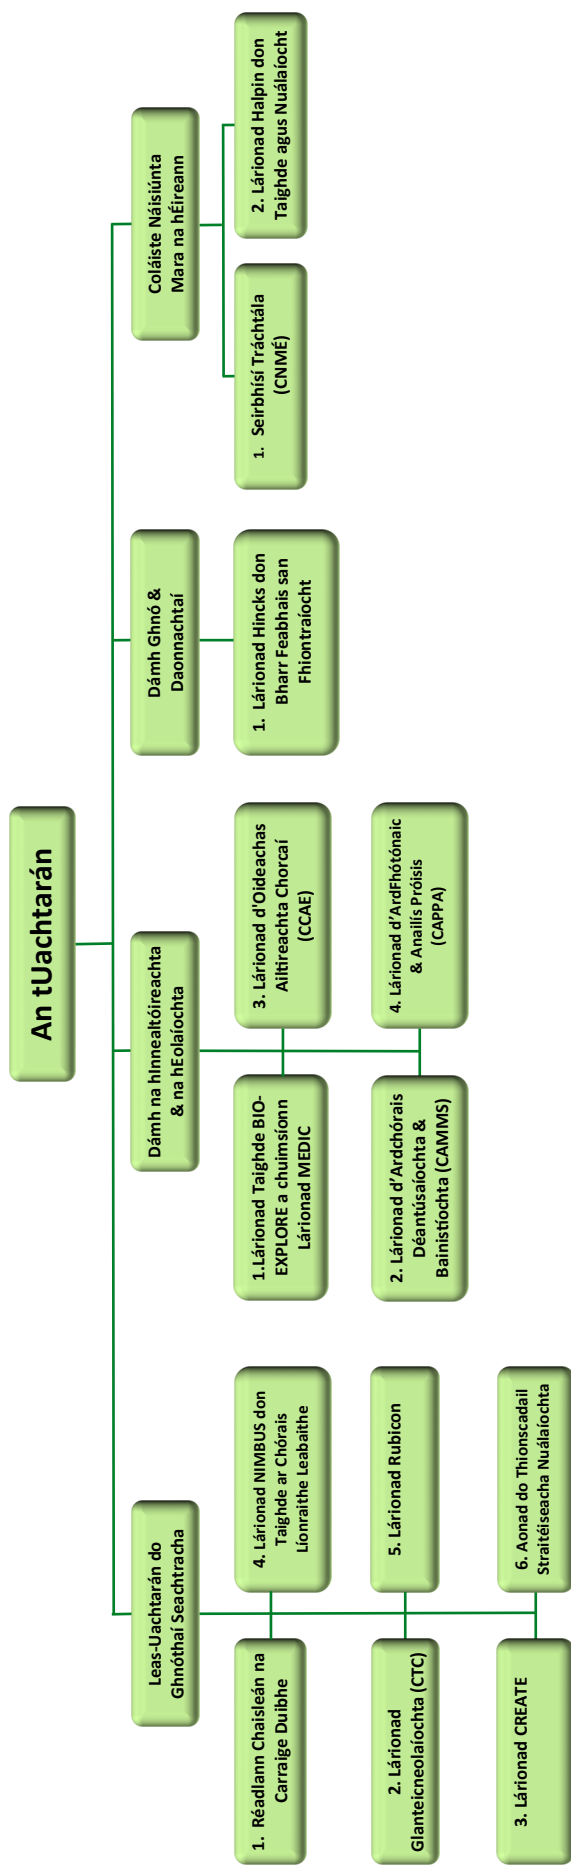 An tUachtarán
Leas-Uachtarán do
Ghnóthaí Seachtracha
1. Réadlann Chaisleán na
Carraige Duibhe
2. Lárionad
Glanteicneolaíochta (CTC)
3. Lárionad CREATE
4. Lárionad NIMBUS don
Taighde ar Chórais
Líonraithe Leabaithe
5. Lárionad Rubicon
6. Aonad do Thionscadail
Straitéiseacha Nuálaíochta
Dámh na hInnealtóireachta
& na hEolaíochta
1.Lárionad Taighde BIO-
EXPLORE a chuimsíonn
Lárionad MEDIC
2. Lárionad d’Ardchórais
Déantúsaíochta &
Bainistíochta (CAMMS)
3. Lárionad d'Oideachas
Ailtireachta Chorcaí
(CCAE)
4. Lárionad d’ArdFhótónaic
& Anailís Próisis
(CAPPA)
Dámh Ghnó &
Daonnachtaí
1. Lárionad Hincks don
Bharr Feabhais san
Fhiontraíocht
Coláiste Náisiúnta
Mara na hÉireann
1. Seirbhísí Tráchtála
(CNMÉ)
2. Lárionad Halpin don
Taighde agus Nuálaíocht